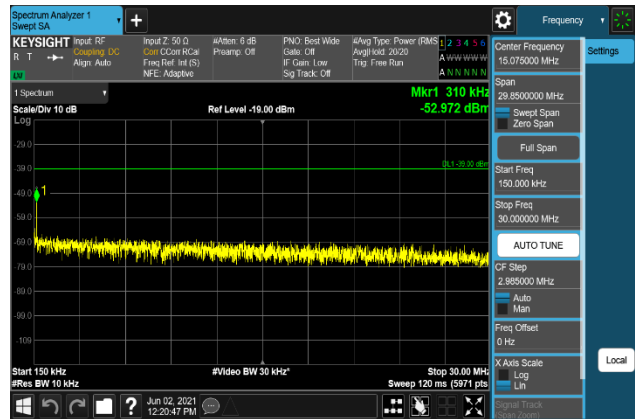 Spectrum Analyzer 1
Swept SA
Frequency
KEYSIGHT
R T
LW
Input: RF
Coupling: DC
Align: Auto
Input Z: 50 Ω
Corr CCorr RCal
Freq Ref: Int (S)
NFE: Adaptive
#Atten: 6 dB
Preamp: Off
PNO: Best Wide
Gate: Off
IF Gain: Low
Sig Track: Off
#Avg Type: Power (RMS
Avg|Hold: 20/20
Trig: Free Run
1 2 3 4 5 6
A W W W W W
A N N N N N
1 Spectrum
Scale/Div 10 dB
Log
Ref Level -19.00 dBm
Mkr1 310 kHz
-52.972 dBm
DL1 -39.00 dBm
1
-29.0
-39.0
-49.0
-59.0
-69.0
-79.0
-89.0
-99.0
-109
Start 150 kHz
#Res BW 10 kHz
#Video BW 30 kHz*
Stop 30.00 MHz
Sweep 120 ms (5971 pts
Center Frequency
15.075000 MHz
Settings
Span
29.8500000 MHz
Swept Span
Zero Span
Full Span
Start Freq
150.000 kHz
Stop Freq
30.000000 MHz
AUTO TUNE
CF Step
2.985000 MHz
Auto
Man
Freq Offset
0 Hz
X Axis Scale
Log
Lin
Local
Signal Track
(Span Zoom)
Jun 02, 2021
12:20:47 PM